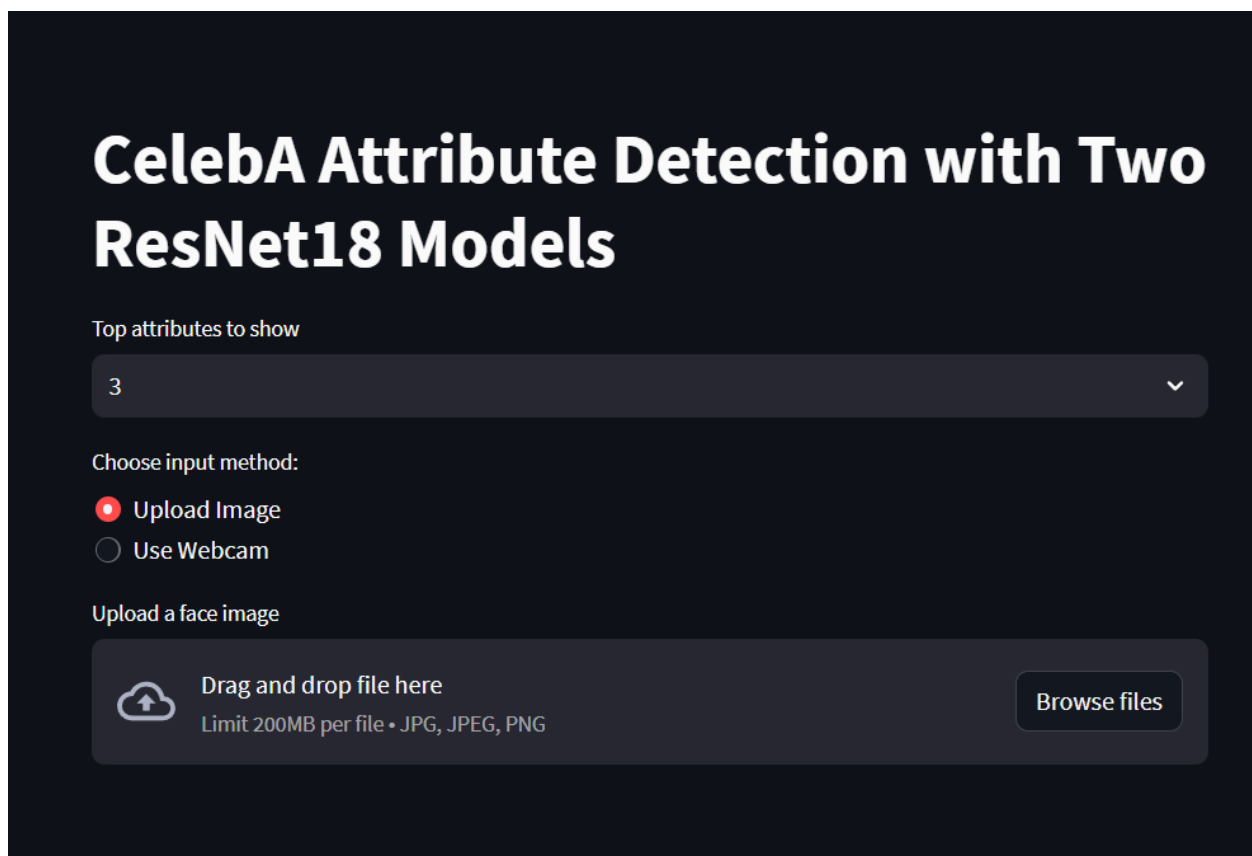 CelebA Attribute Detection with Two
ResNet18 Models
Top attributes to show
3
Choose input method:
Upload Image
Use Webcam
Upload a face image
Drag and drop file here
Limit 200MB per file • JPG, JPEG, PNG
Browse files